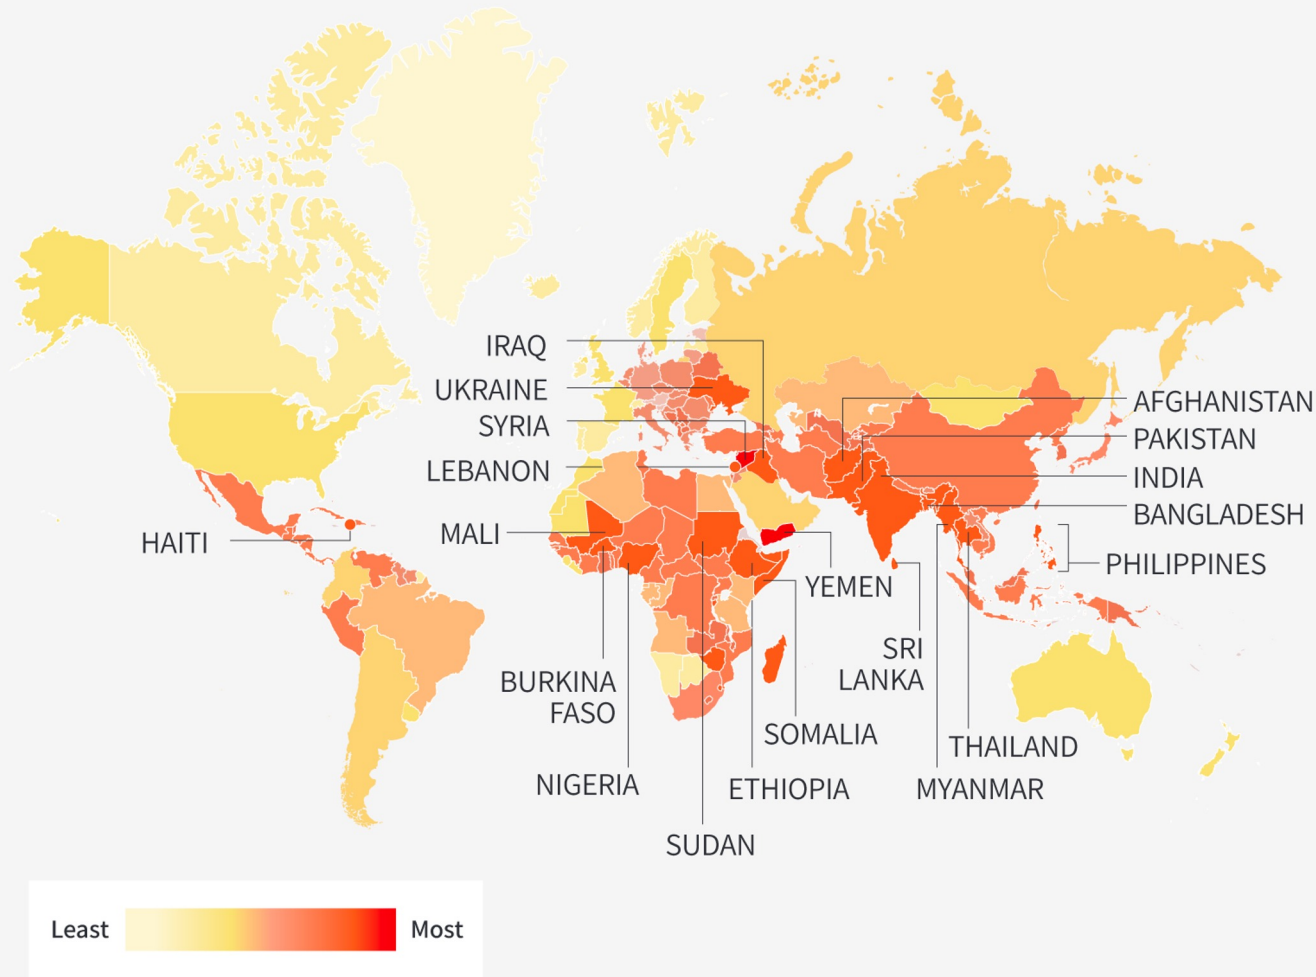 IRAQ
UKRAINE
SYRIA
LEBANON
MALI
HAITI
AFGHANISTAN
PAKISTAN
INDIA
BANGLADESH
PHILIPPINES
YEMEN
SRI
LANKA
BURKINA
FASO
SOMALIA
THAILAND
NIGERIA
ETHIOPIA
MYANMAR
SUDAN
Least
Most